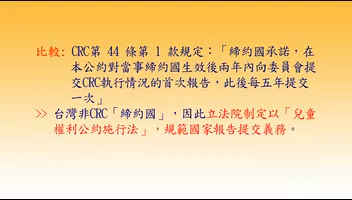 比較: CRC第 44 條第 1 款規定：「締約國承諾，在
本公約對當事締約國生效後兩年內向委員會提
交CRC執行情況的首次報告，此後每五年提交
一次」
>> 台灣非CRC「締約國」，因此立法院制定以「兒童
權利公約施行法」，規範國家報告提交義務。